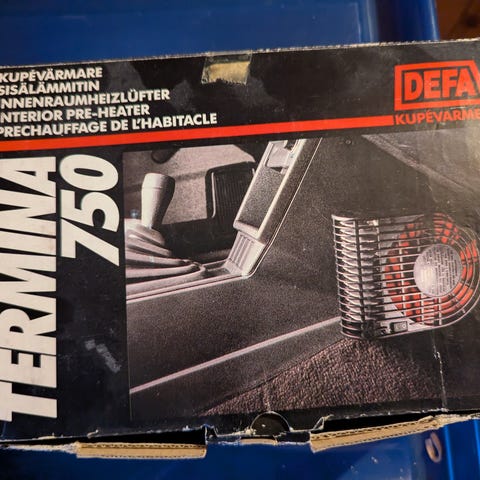 KUPÉVÄRMARE
SISÄLÄMMITIN
INNENRAUMHEIZLÜFTER
INTERIOR PRE-HEATER
PRECHAUFFAGE DE L'HABITACLE
DEFA
KUPÉVÄRME
TERMINA
750